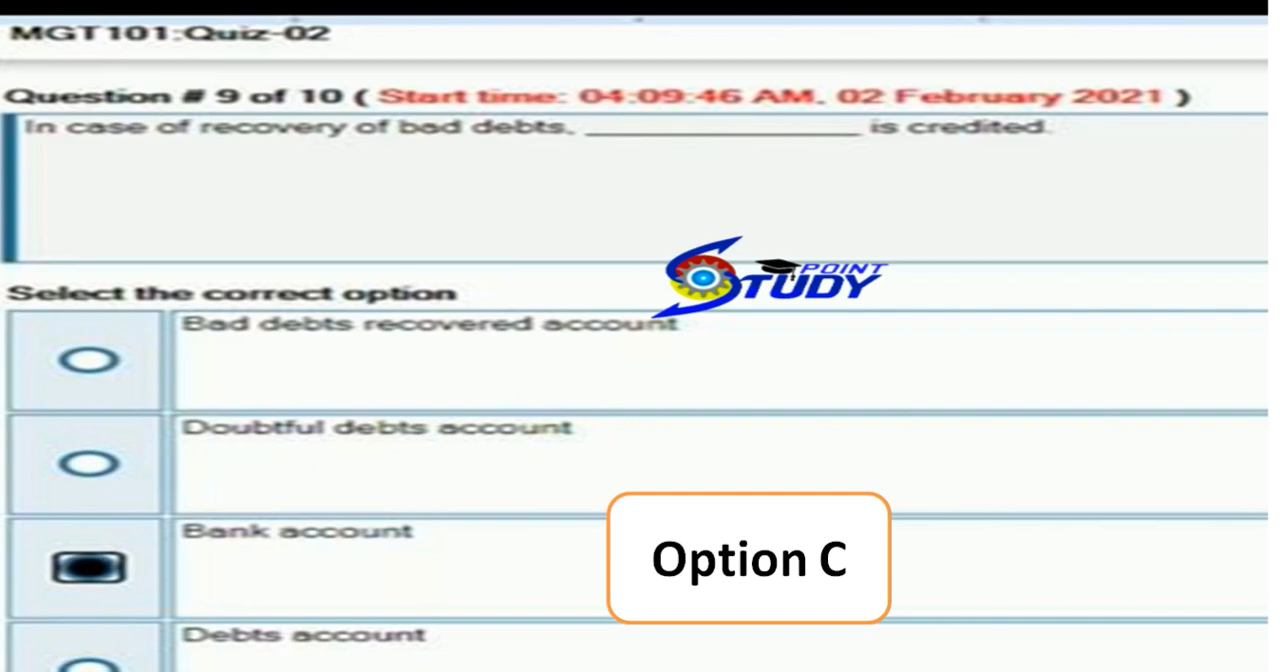 MGT101:Quiz-02
Question # 9 of 10 ( Start time: 04:09:46 AM, 02 February 2021 )
In case of recovery of bad debts, ______________ is credited.
STUDY POINT
Select the correct option
Bad debts recovered account
Doubtful debts account
Bank account
Option C
Debts account